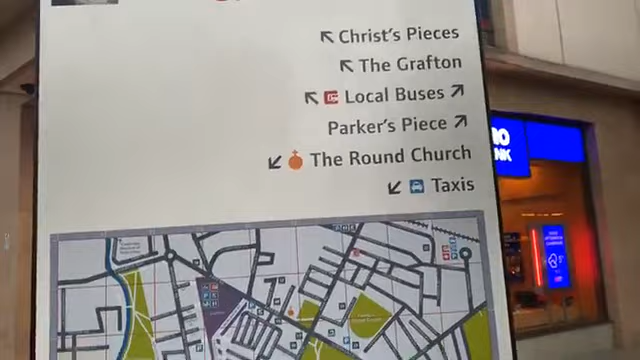 Christ's Pieces
The Grafton
Local Buses
Parker's Piece
The Round Church
Taxis